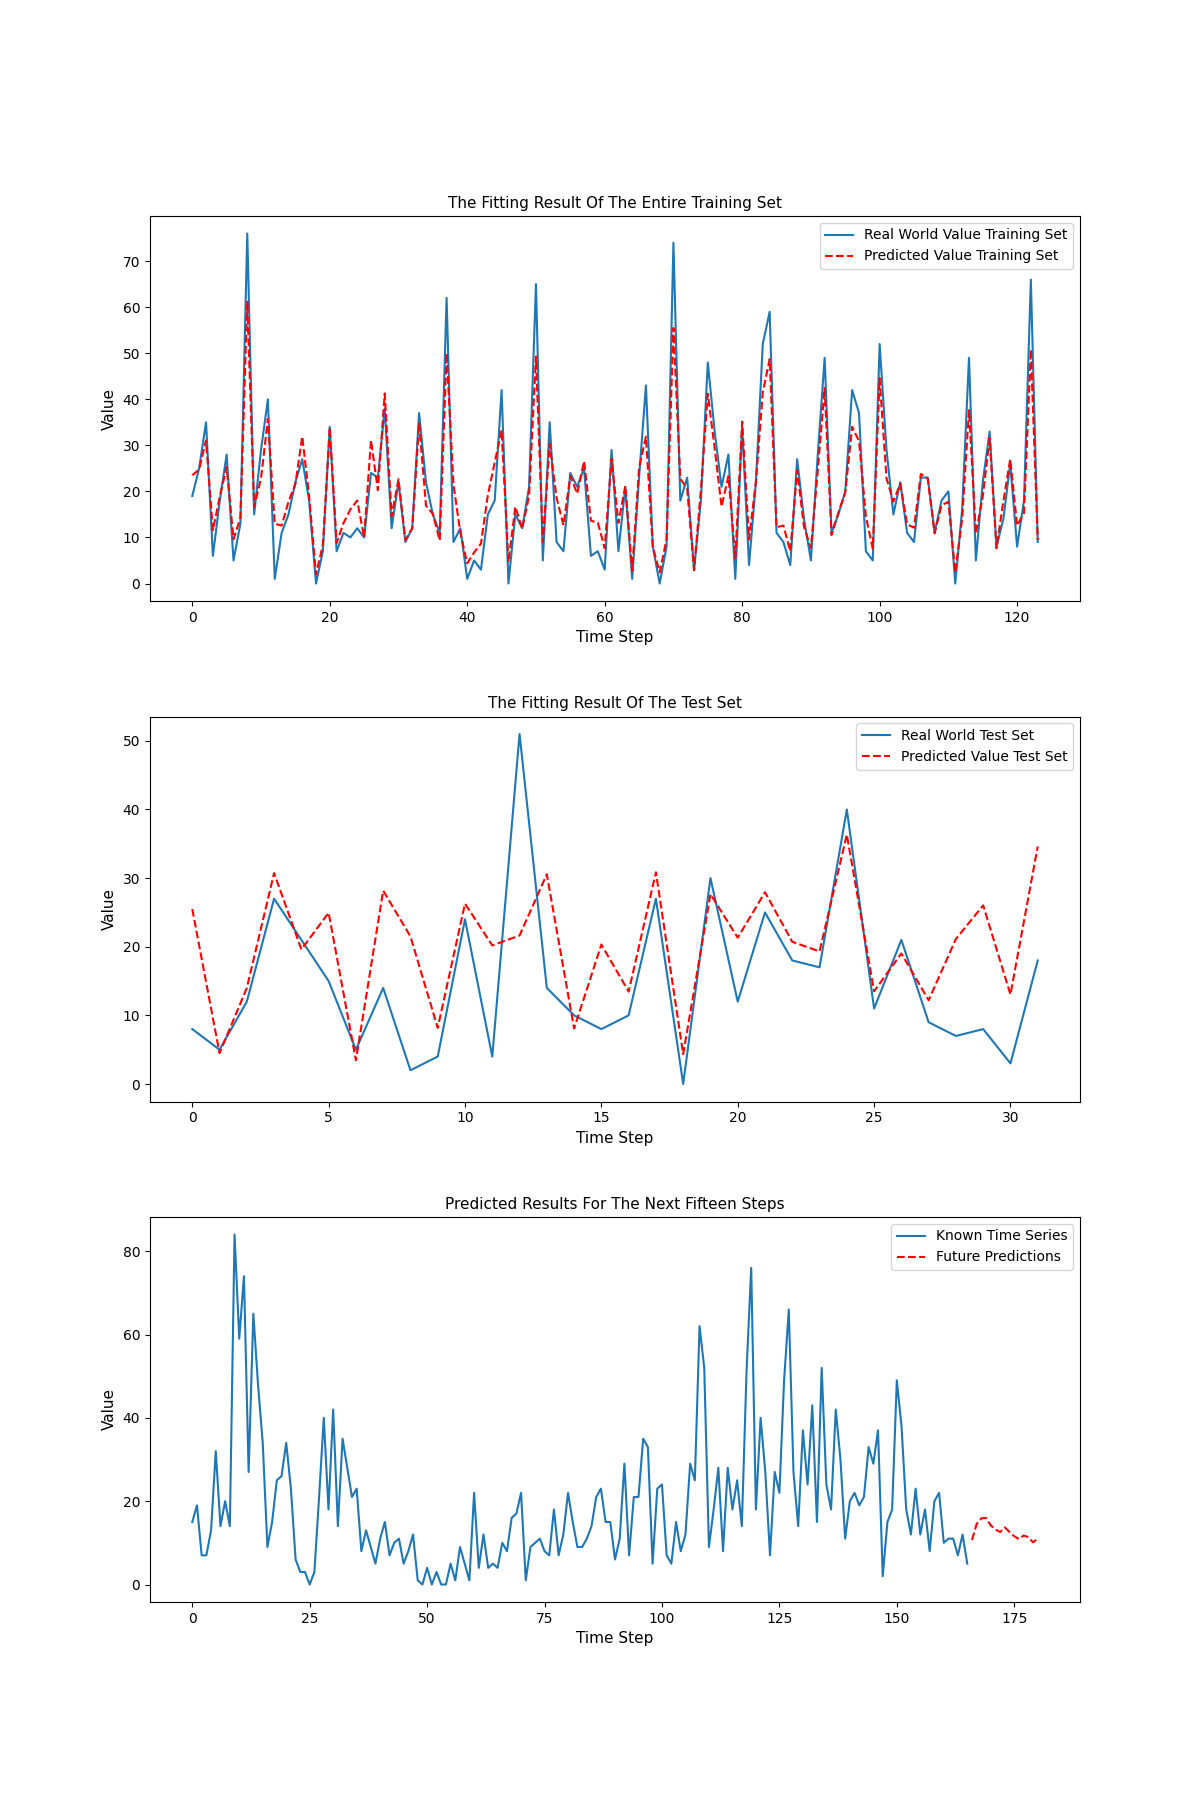 The Fitting Result Of The Entire Training Set
Real World Value Training Set
Predicted Value Training Set
Value
70
60
50
40
30
20
10
0
0 20 40 60 80 100 120
Time Step
The Fitting Result Of The Test Set
Real World Test Set
Predicted Value Test Set
Value
50
40
30
20
10
0
0 5 10 15 20 25 30
Time Step
Predicted Results For The Next Fifteen Steps
Known Time Series
Future Predictions
Value
80
60
40
20
0
0 25 50 75 100 125 150 175
Time Step